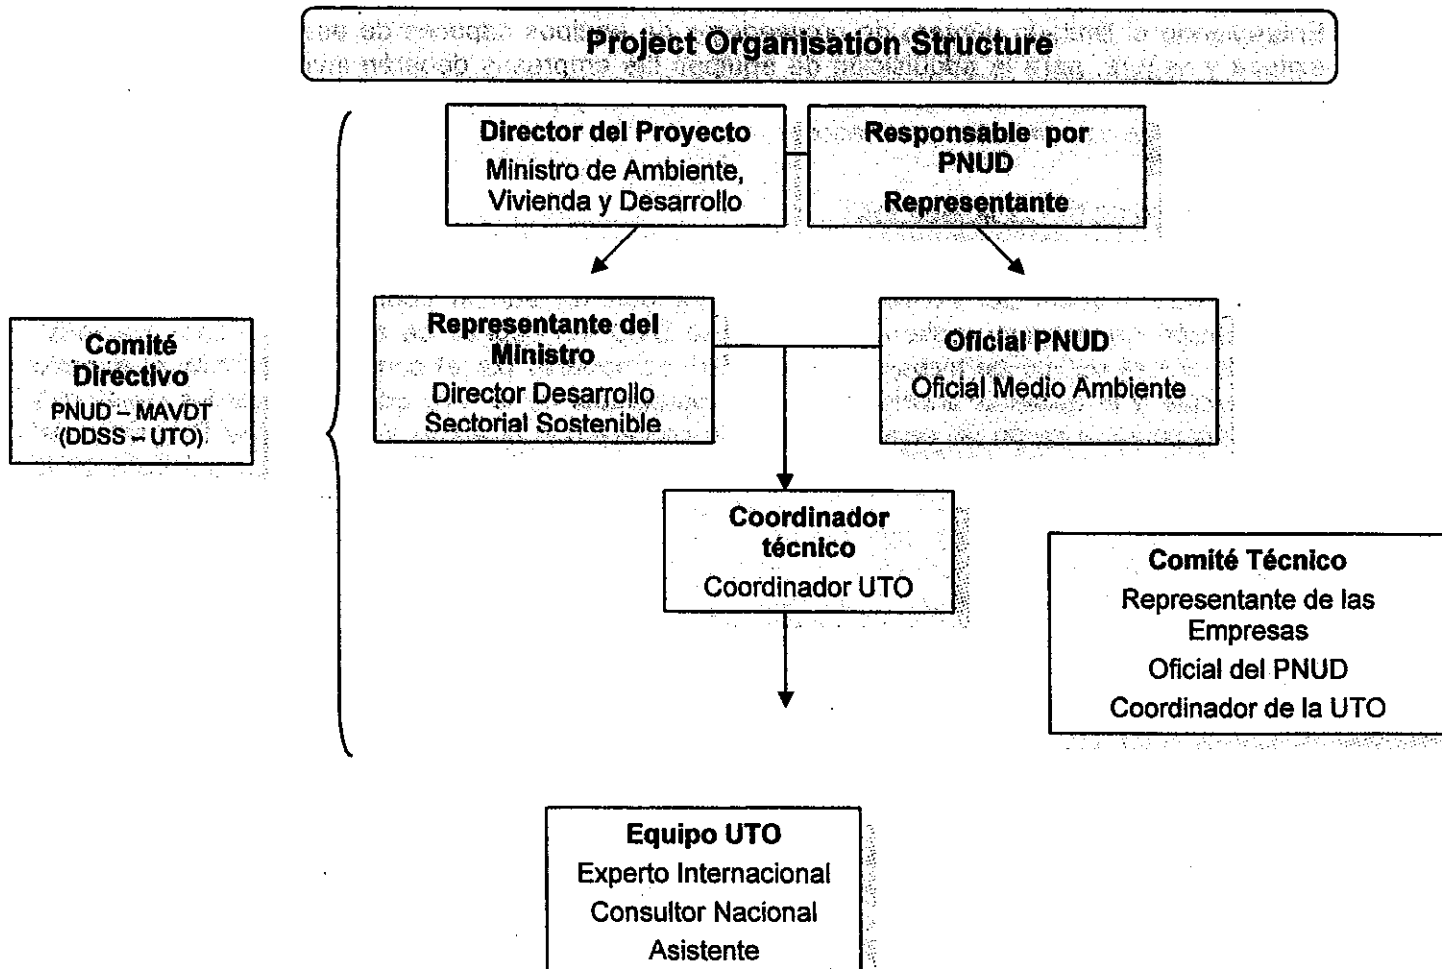 Project Organisation Structure
Director del Proyecto
Ministro de Ambiente,
Vivienda y Desarrollo
Responsable por
PNUD
Representante
Comité
Directivo
PNUD – MAVDT
(DDSS – UTO)
Representante del
Ministro
Director Desarrollo
Sectorial Sostenible
Oficial PNUD
Oficial Medio Ambiente
Coordinador
técnico
Coordinador UTO
Comité Técnico
Representante de las
Empresas
Oficial del PNUD
Coordinador de la UTO
Equipo UTO
Experto Internacional
Consultor Nacional
Asistente